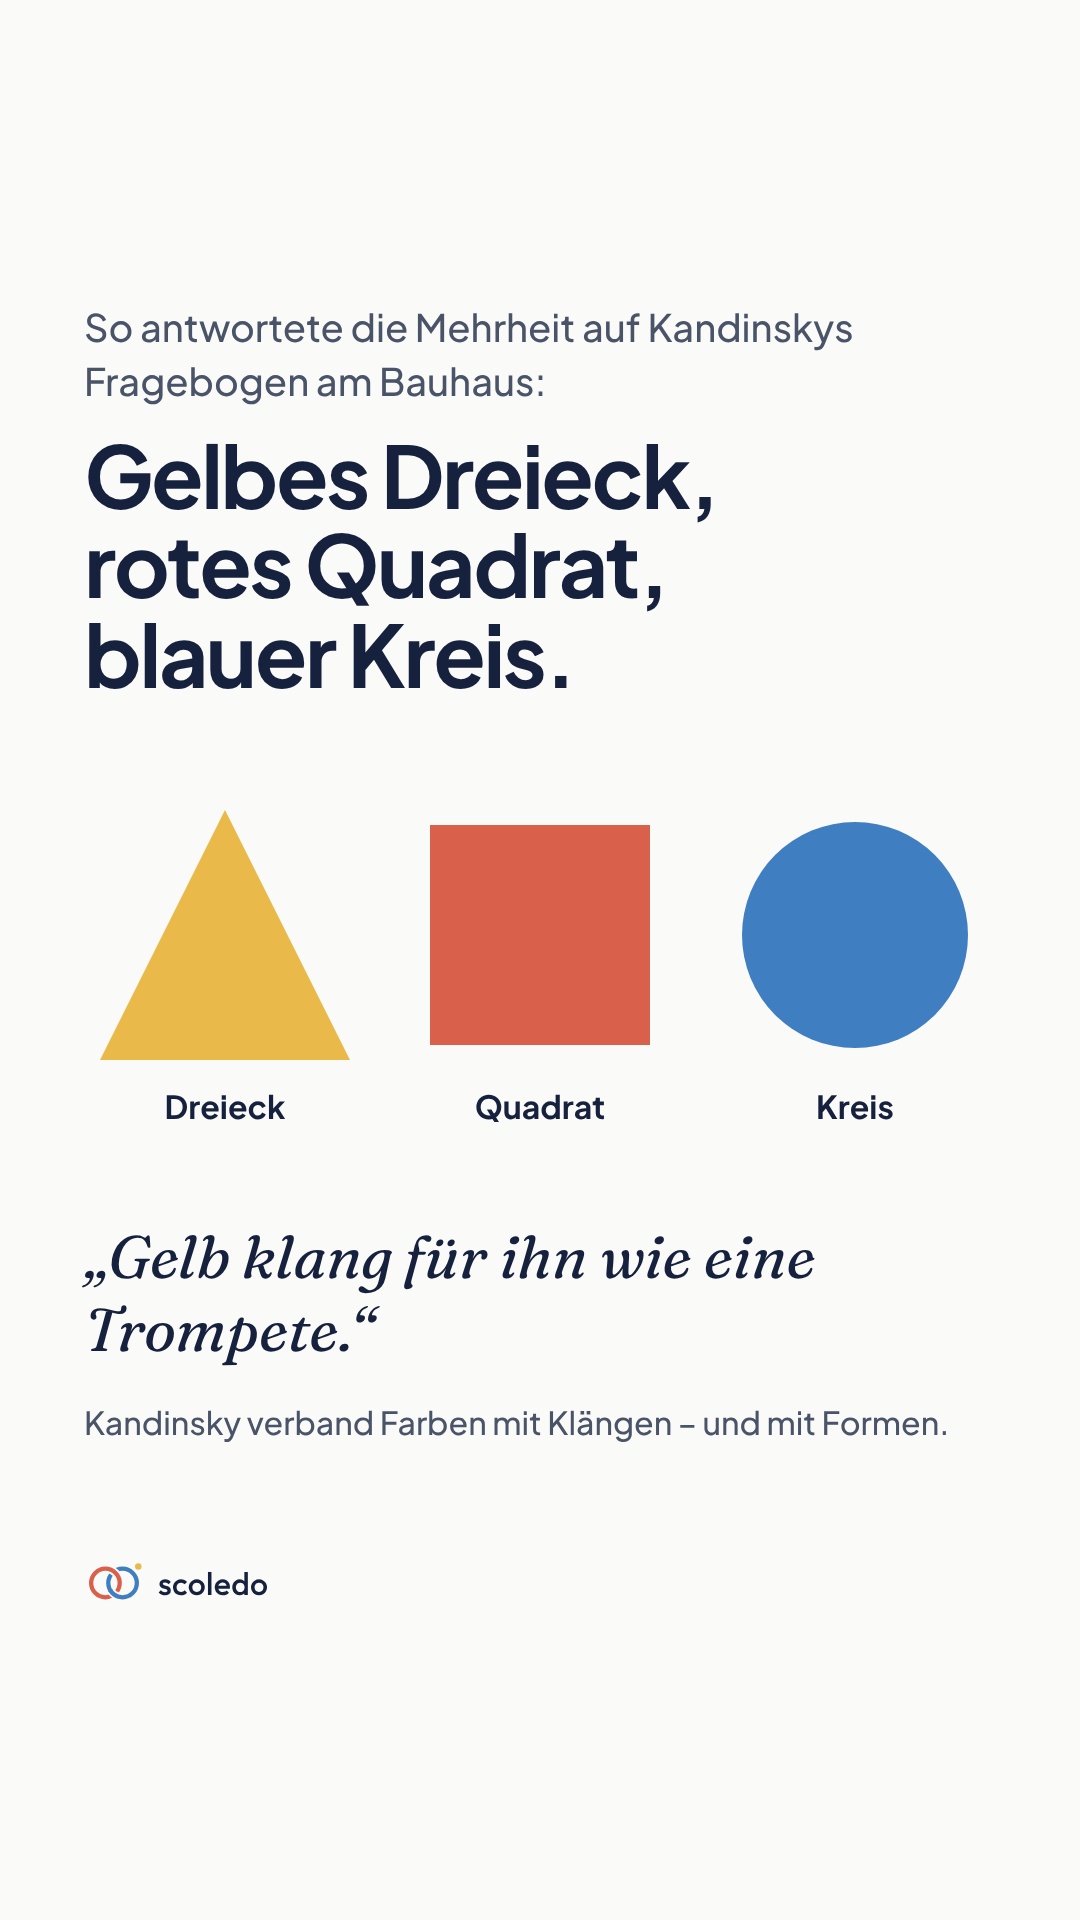 So antwortete die Mehrheit auf Kandinskys
Fragebogen am Bauhaus:
Gelbes Dreieck,
rotes Quadrat,
blauer Kreis.
Dreieck Quadrat Kreis
„Gelb klang für ihn wie eine
Trompete.“
Kandinsky verband Farben mit Klängen – und mit Formen.
scoledo